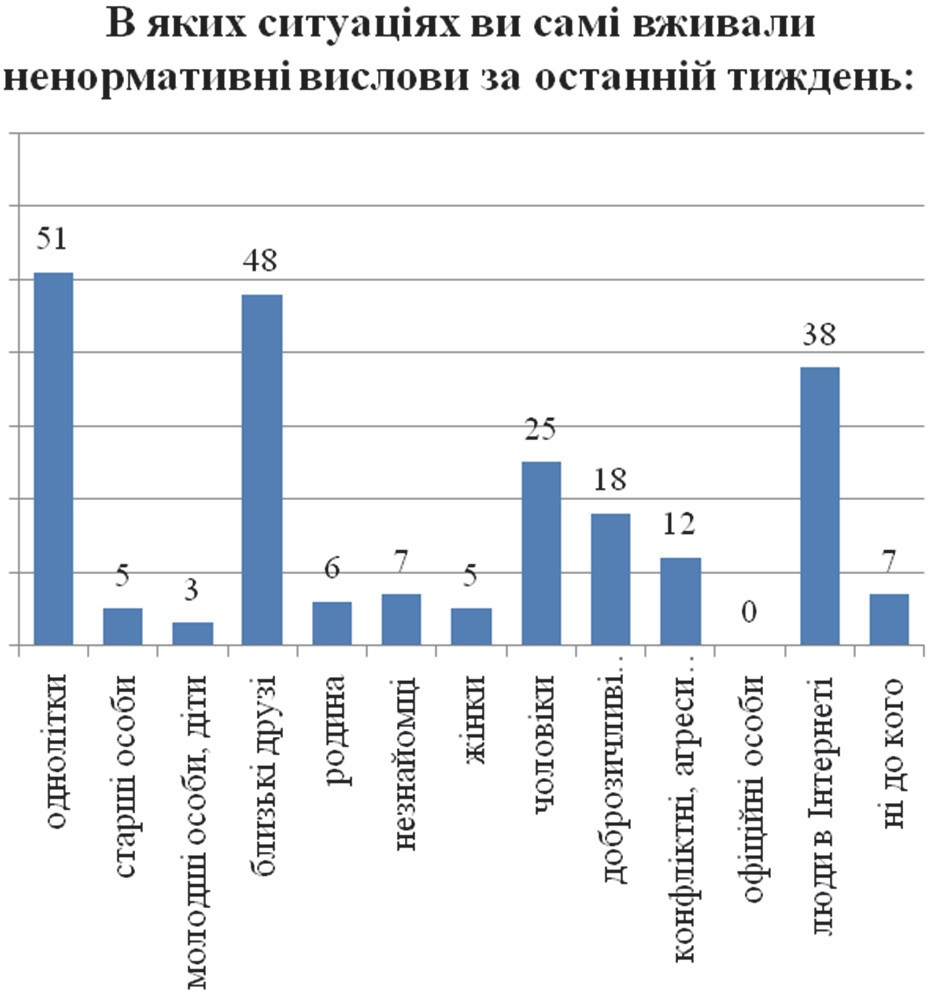 В яких ситуаціях ви самі вживали
ненормативні вислови за останній тиждень:
51
5
3
48
6
7
5
25
18
12
0
38
7
однолітки
старші особи
молодші особи, діти
близькі друзі
родина
незнайомці
жінки
чоловіки
доброзичливі…
конфліктні, агреси…
офіційні особи
люди в Інтернеті
ні до кого